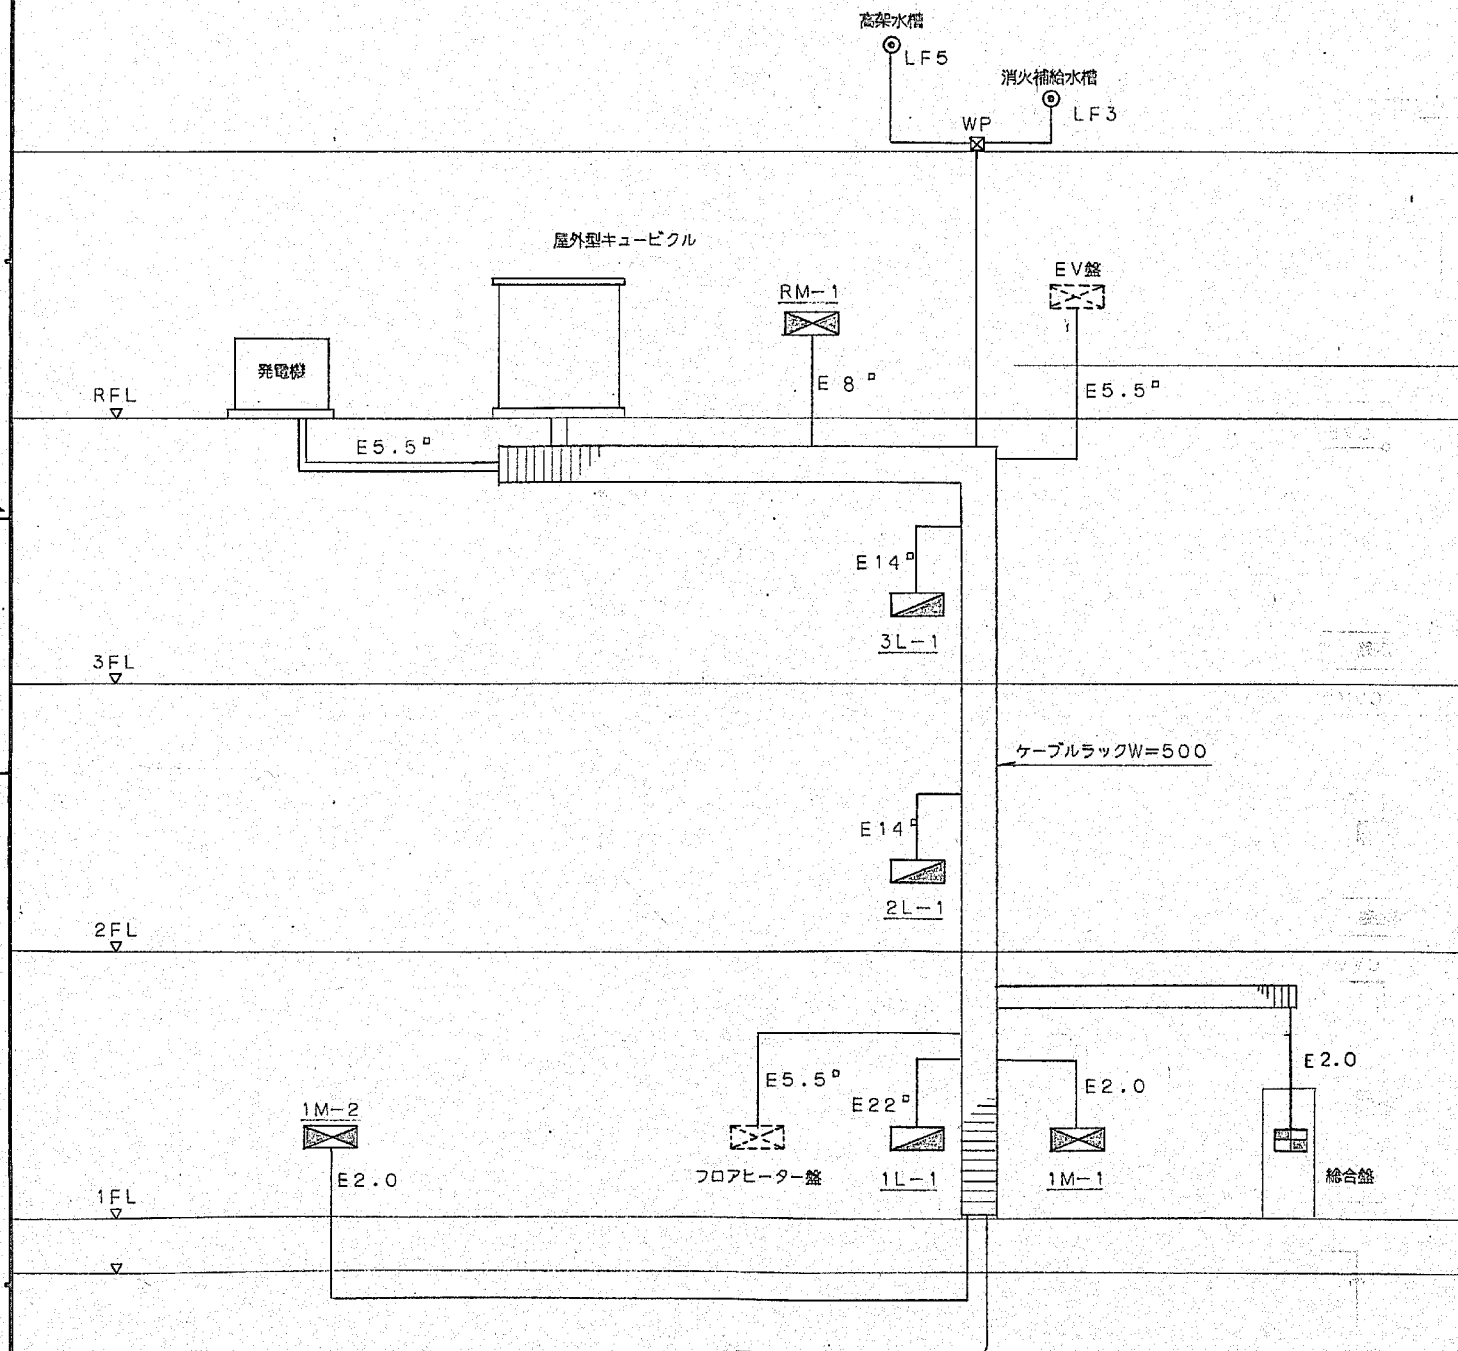 高架水槽
LF5
消火補給水槽
LF3
WP
屋外型キュービクル
EV盤
RM-1
発電機
E 8 □
E5.5□
RFL
E5.5□
E14□
3L-1
3FL
ケーブルラックW=500
E14□
2L-1
2FL
E2.0
E5.5□
E22□
E2.0
1M-2
E2.0
フロアヒーター盤
1L-1
1M-1
総合盤
1FL